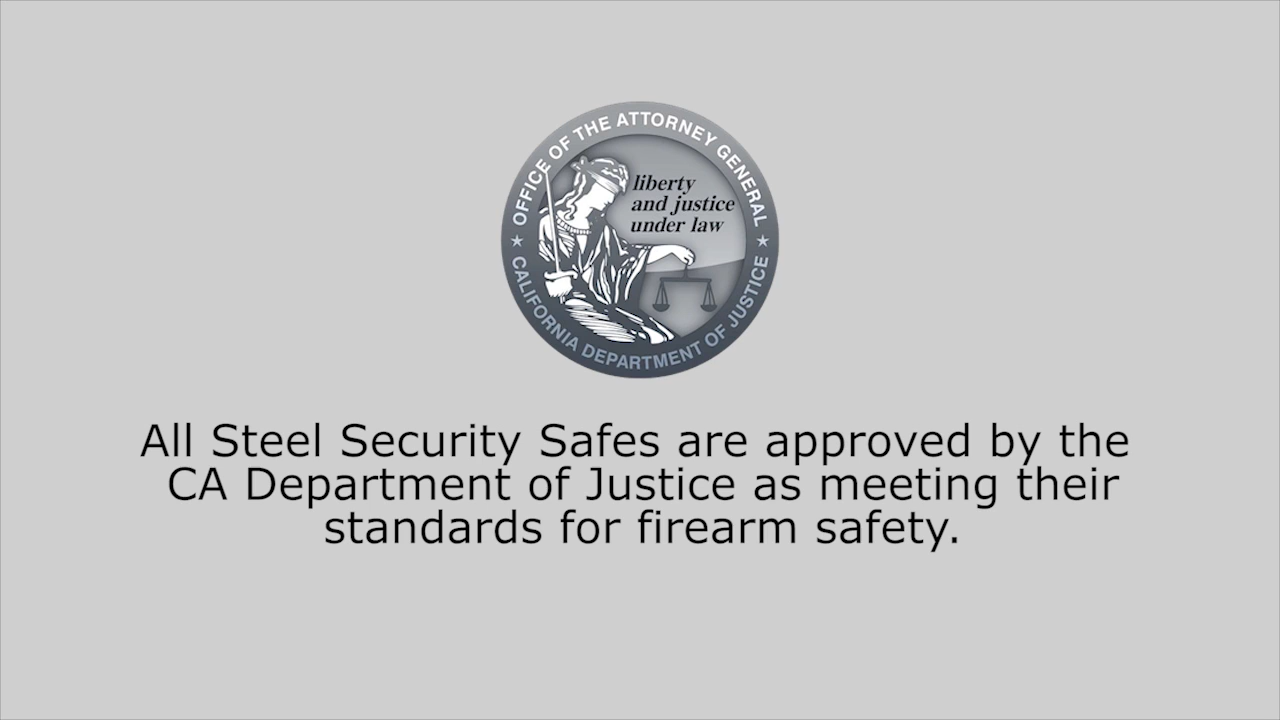 OFFICE OF THE ATTORNEY GENERAL
liberty
and justice
under law
CALIFORNIA DEPARTMENT OF JUSTICE
All Steel Security Safes are approved by the
CA Department of Justice as meeting their
standards for firearm safety.